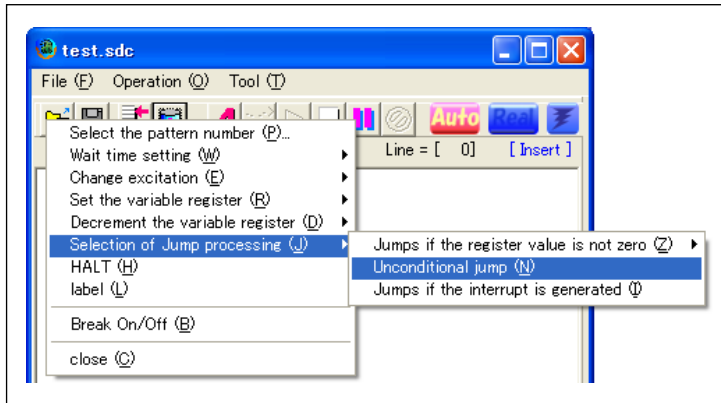 test.sdc
File (F) Operation (O) Tool (T)
Auto Real
Line = [ 0] [ Insert ]
Select the pattern number (P)...
Wait time setting (W)
Change excitation (E)
Set the variable register (R)
Decrement the variable register (D)
Selection of Jump processing (J)
HALT (H)
label (L)
Break On/Off (B)
close (C)
Jumps if the register value is not zero (Z)
Unconditional jump (N)
Jumps if the interrupt is generated (I)